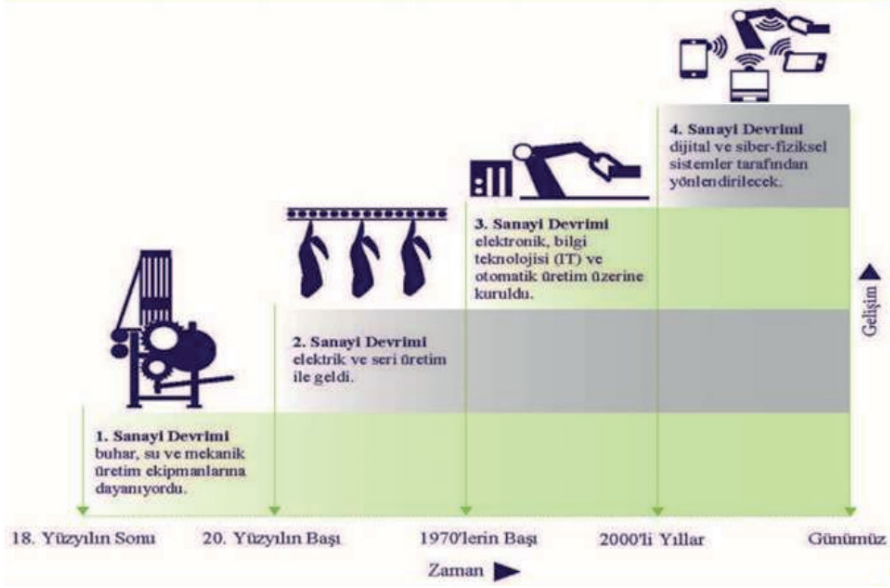 4. Sanayi Devrimi
dijital ve siber-fiziksel
sistemler tarafından
yönlendirilecek.
3. Sanayi Devrimi
elektronik, bilgi
teknolojisi (IT) ve
otomatik üretim üzerine
kuruldu.
2. Sanayi Devrimi
elektrik ve seri üretim
ile geldi.
1. Sanayi Devrimi
buhar, su ve mekanik
üretim ekipmanlarına
dayanıyordu.
Gelişim
18. Yüzyılın Sonu
20. Yüzyılın Başı
1970'lerin Başı
2000'li Yıllar
Günümüz
Zaman